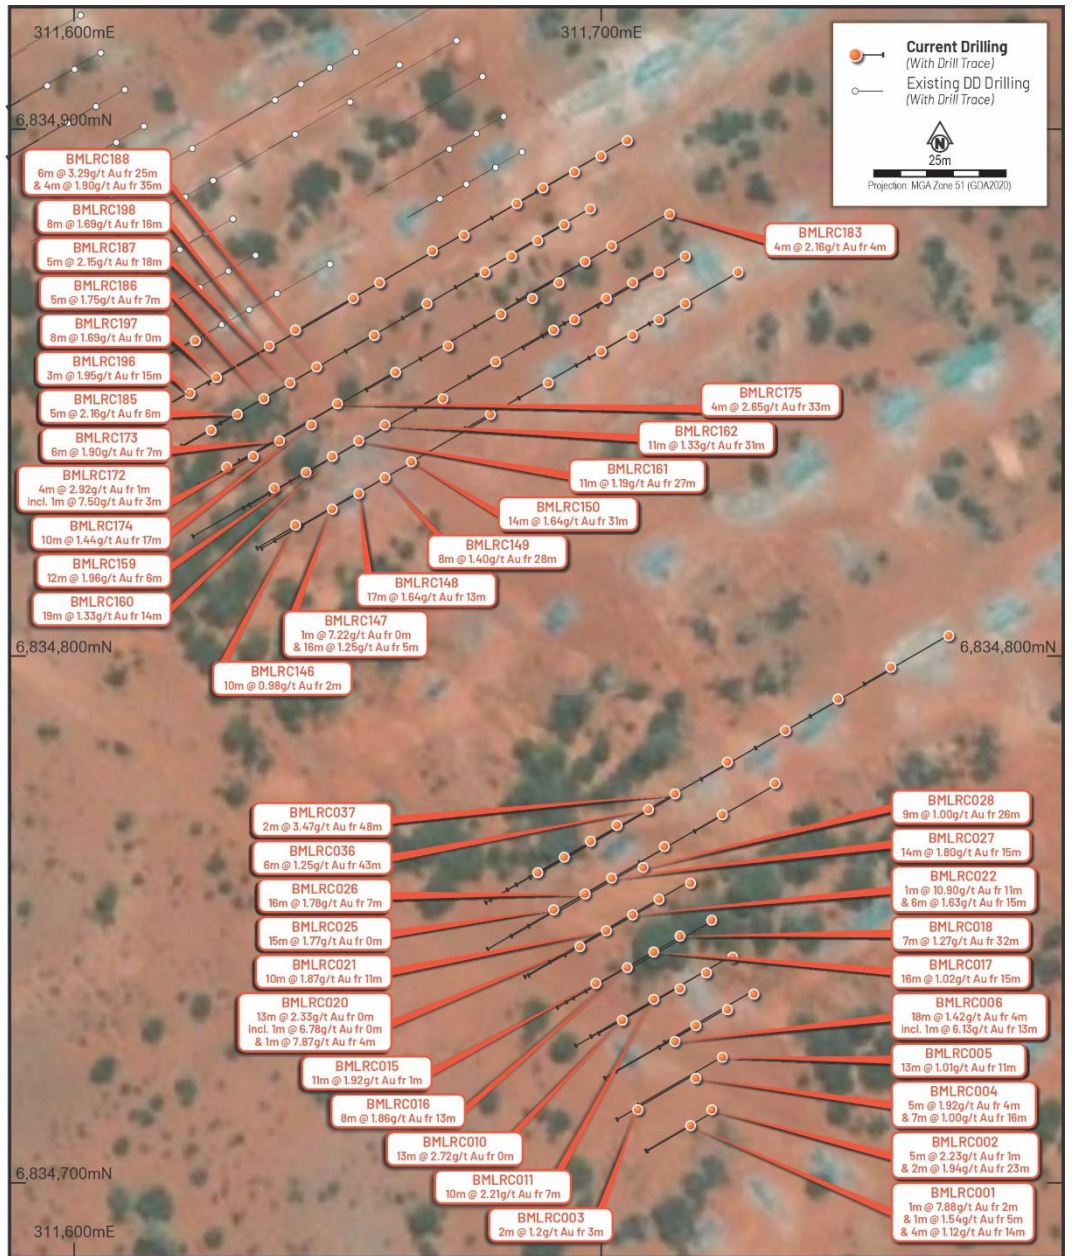 311,600mE
311,700mE
Current Drilling
(With Drill Trace)
Existing DD Drilling
(With Drill Trace)
N
25m
Projection: MGA Zone 51 (GDA2020)
6,834,900mN
BMLRC188
6m @ 3.29g/t Au fr 25m
& 4m @ 1.90g/t Au fr 35m
BMLRC198
8m @ 1.69g/t Au fr 16m
BMLRC187
5m @ 2.15g/t Au fr 18m
BMLRC186
5m @ 1.75g/t Au fr 7m
BMLRC197
8m @ 1.69g/t Au fr 0m
BMLRC196
3m @ 1.95g/t Au fr 15m
BMLRC185
5m @ 2.16g/t Au fr 6m
BMLRC173
6m @ 1.90g/t Au fr 7m
BMLRC172
4m @ 2.92g/t Au fr 1m
incl. 1m @ 7.50g/t Au fr 3m
BMLRC174
10m @ 1.44g/t Au fr 17m
BMLRC159
12m @ 1.96g/t Au fr 6m
BMLRC160
19m @ 1.33g/t Au fr 14m
BMLRC183
4m @ 2.16g/t Au fr 4m
BMLRC175
4m @ 2.65g/t Au fr 33m
BMLRC162
11m @ 1.33g/t Au fr 31m
BMLRC161
11m @ 1.19g/t Au fr 27m
BMLRC150
14m @ 1.64g/t Au fr 31m
BMLRC149
8m @ 1.40g/t Au fr 28m
BMLRC148
17m @ 1.64g/t Au fr 13m
BMLRC147
1m @ 7.22g/t Au fr 0m
& 16m @ 1.25g/t Au fr 5m
BMLRC146
10m @ 0.98g/t Au fr 2m
6,834,800mN
6,834,800mN
BMLRC037
2m @ 3.47g/t Au fr 48m
BMLRC036
6m @ 1.25g/t Au fr 43m
BMLRC026
16m @ 1.78g/t Au fr 7m
BMLRC025
15m @ 1.77g/t Au fr 0m
BMLRC021
10m @ 1.87g/t Au fr 11m
BMLRC020
13m @ 2.33g/t Au fr 0m
incl. 1m @ 6.78g/t Au fr 0m
& 1m @ 7.87g/t Au fr 4m
BMLRC015
11m @ 1.92g/t Au fr 1m
BMLRC016
8m @ 1.86g/t Au fr 13m
BMLRC010
13m @ 2.72g/t Au fr 0m
BMLRC011
10m @ 2.21g/t Au fr 7m
BMLRC003
2m @ 1.2g/t Au fr 3m
BMLRC028
9m @ 1.00g/t Au fr 26m
BMLRC027
14m @ 1.80g/t Au fr 15m
BMLRC022
1m @ 10.90g/t Au fr 11m
& 6m @ 1.63g/t Au fr 15m
BMLRC018
7m @ 1.27g/t Au fr 32m
BMLRC017
16m @ 1.02g/t Au fr 15m
BMLRC006
18m @ 1.42g/t Au fr 4m
incl. 1m @ 6.13g/t Au fr 13m
BMLRC005
13m @ 1.01g/t Au fr 11m
BMLRC004
5m @ 1.92g/t Au fr 4m
& 7m @ 1.00g/t Au fr 16m
BMLRC002
5m @ 2.23g/t Au fr 1m
& 2m @ 1.94g/t Au fr 23m
BMLRC001
1m @ 7.88g/t Au fr 2m
& 1m @ 1.54g/t Au fr 5m
& 4m @ 1.12g/t Au fr 14m
6,834,700mN
311,600mE